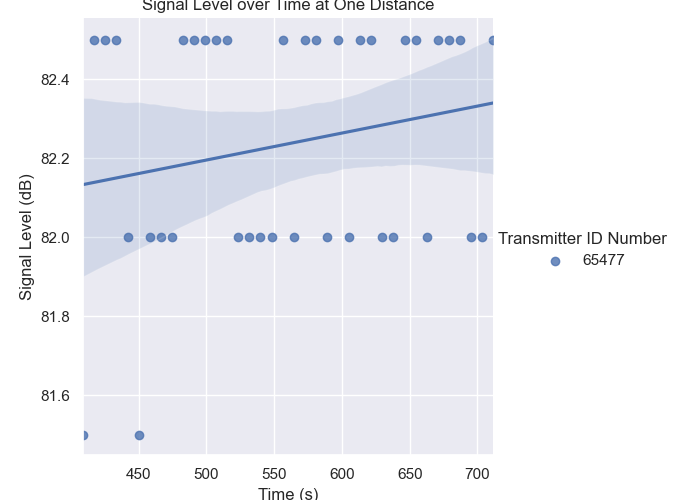 Signal Level over Time at One Distance
82.4
82.2
82.0
81.8
81.6
Signal Level (dB)
450 500 550 600 650 700
Time (s)
Transmitter ID Number
65477